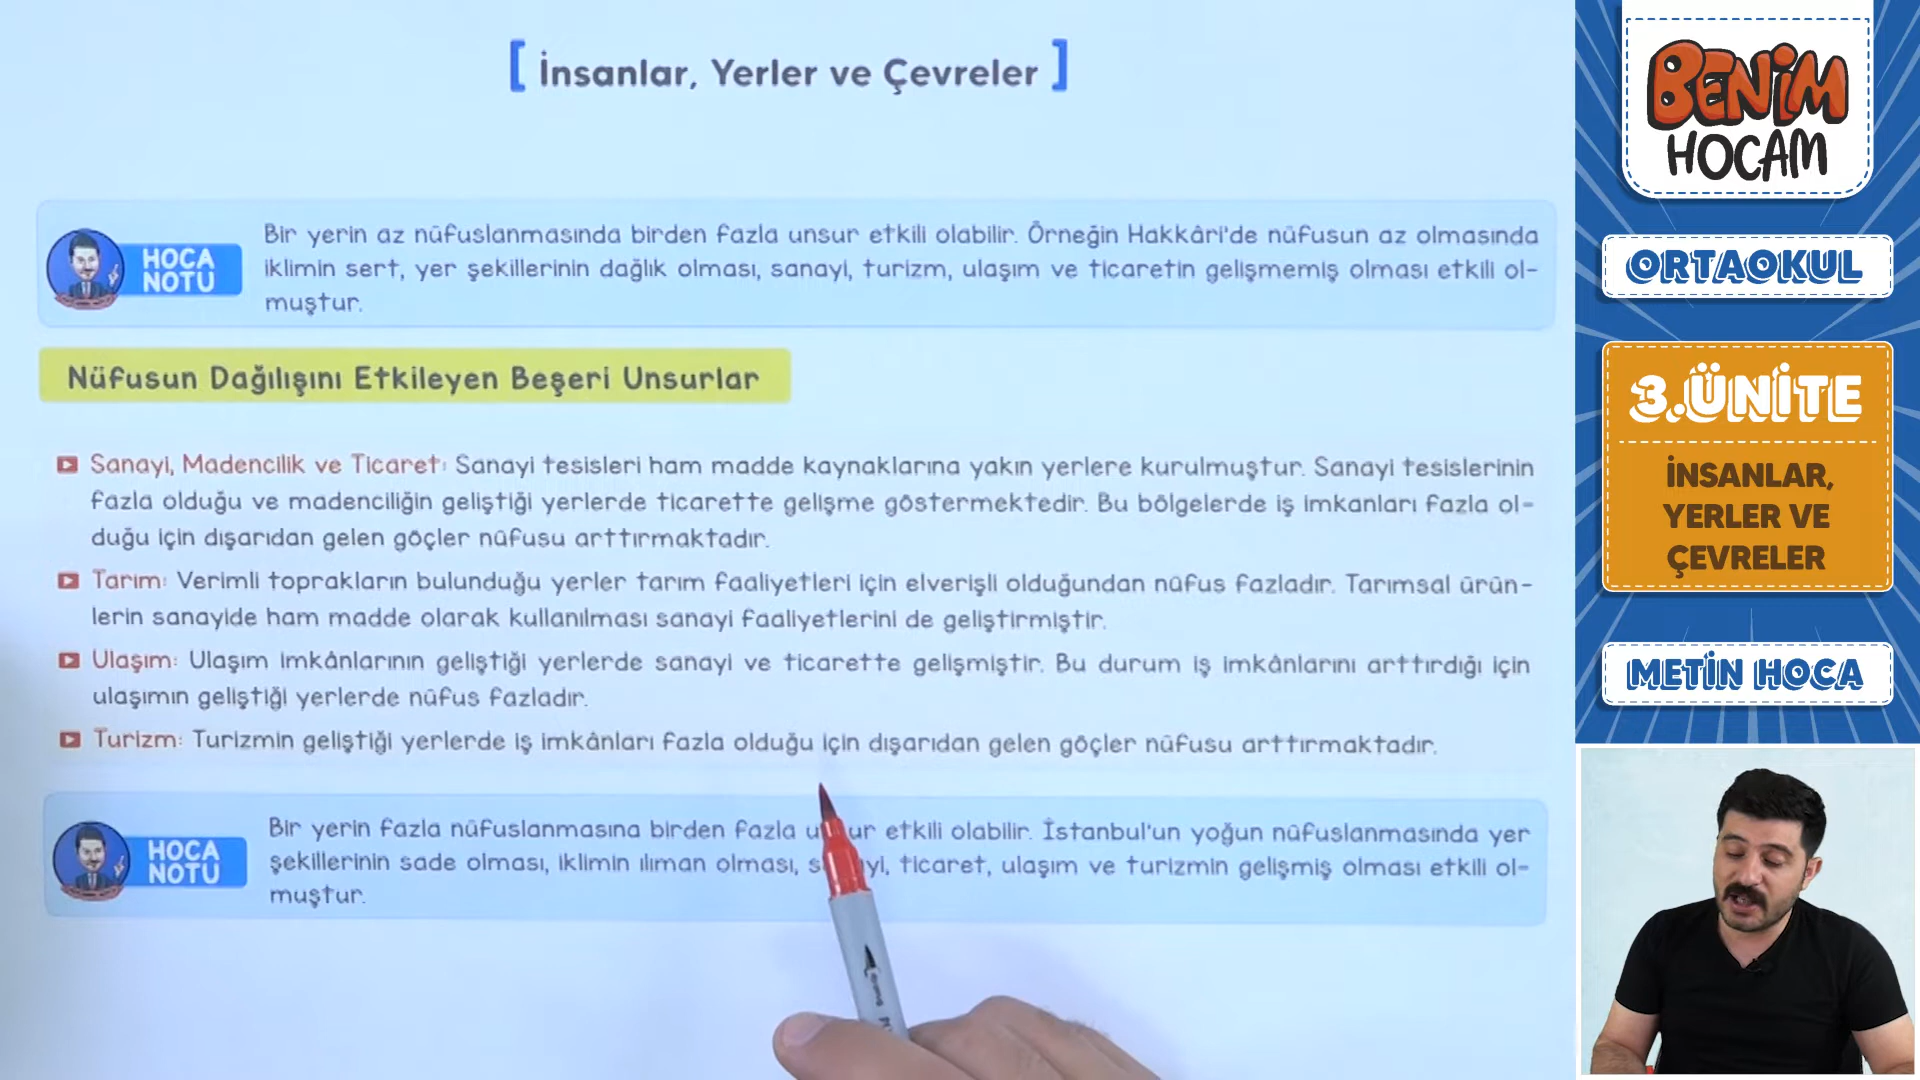 [ İnsanlar, Yerler ve Çevreler ]
HOCA
NOTU
Bir yerin az nüfuslanmasında birden fazla unsur etkili olabilir. Örneğin Hakkâri'de nüfusun az olmasında
iklimin sert, yer şekillerinin dağlık olması, sanayi, turizm, ulaşım ve ticaretin gelişmemiş olması etkili ol-
muştur.
Nüfusun Dağılışını Etkileyen Beşeri Unsurlar
Sanayi, Madencilik ve Ticaret: Sanayi tesisleri ham madde kaynaklarına yakın yerlere kurulmuştur. Sanayi tesislerinin
fazla olduğu ve madenciliğin geliştiği yerlerde ticarette gelişme göstermektedir. Bu bölgelerde iş imkanları fazla ol-
duğu için dışarıdan gelen göçler nüfusu arttırmaktadır.
Tarım: Verimli toprakların bulunduğu yerler tarım faaliyetleri için elverişli olduğundan nüfus fazladır. Tarımsal ürün-
lerin sanayide ham madde olarak kullanılması sanayi faaliyetlerini de geliştirmiştir.
Ulaşım: Ulaşım imkânlarının geliştiği yerlerde sanayi ve ticarette gelişmiştir. Bu durum iş imkânlarını arttırdığı için
ulaşımın geliştiği yerlerde nüfus fazladır.
Turizm: Turizmin geliştiği yerlerde iş imkânları fazla olduğu için dışarıdan gelen göçler nüfusu arttırmaktadır.
HOCA
NOTU
Bir yerin fazla nüfuslanmasına birden fazla etkili olabilir. İstanbul'un yoğun nüfuslanmasında yer
şekillerinin sade olması, iklimin ılıman olması, ticaret, ulaşım ve turizmin gelişmiş olması etkili ol-
muştur.
BENİM
HOCAM
ORTAOKUL
3.ÜNİTE
İNSANLAR,
YERLER VE
ÇEVRELER
METİN HOCA